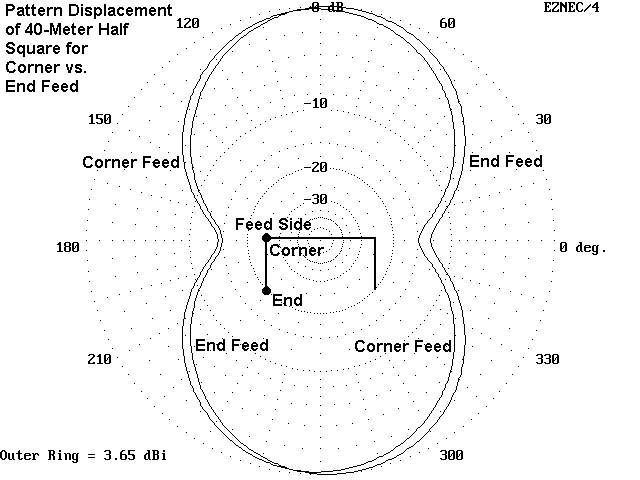 Pattern Displacement
of 40-Meter Half
Square for
Corner vs.
End Feed
EZNEC/4
-0 dB
120
60
-10
150
30
Corner Feed
End Feed
-20
-30
Feed Side
180
Corner
0 deg.
End
End Feed
Corner Feed
210
330
Outer Ring = 3.65 dBi
300